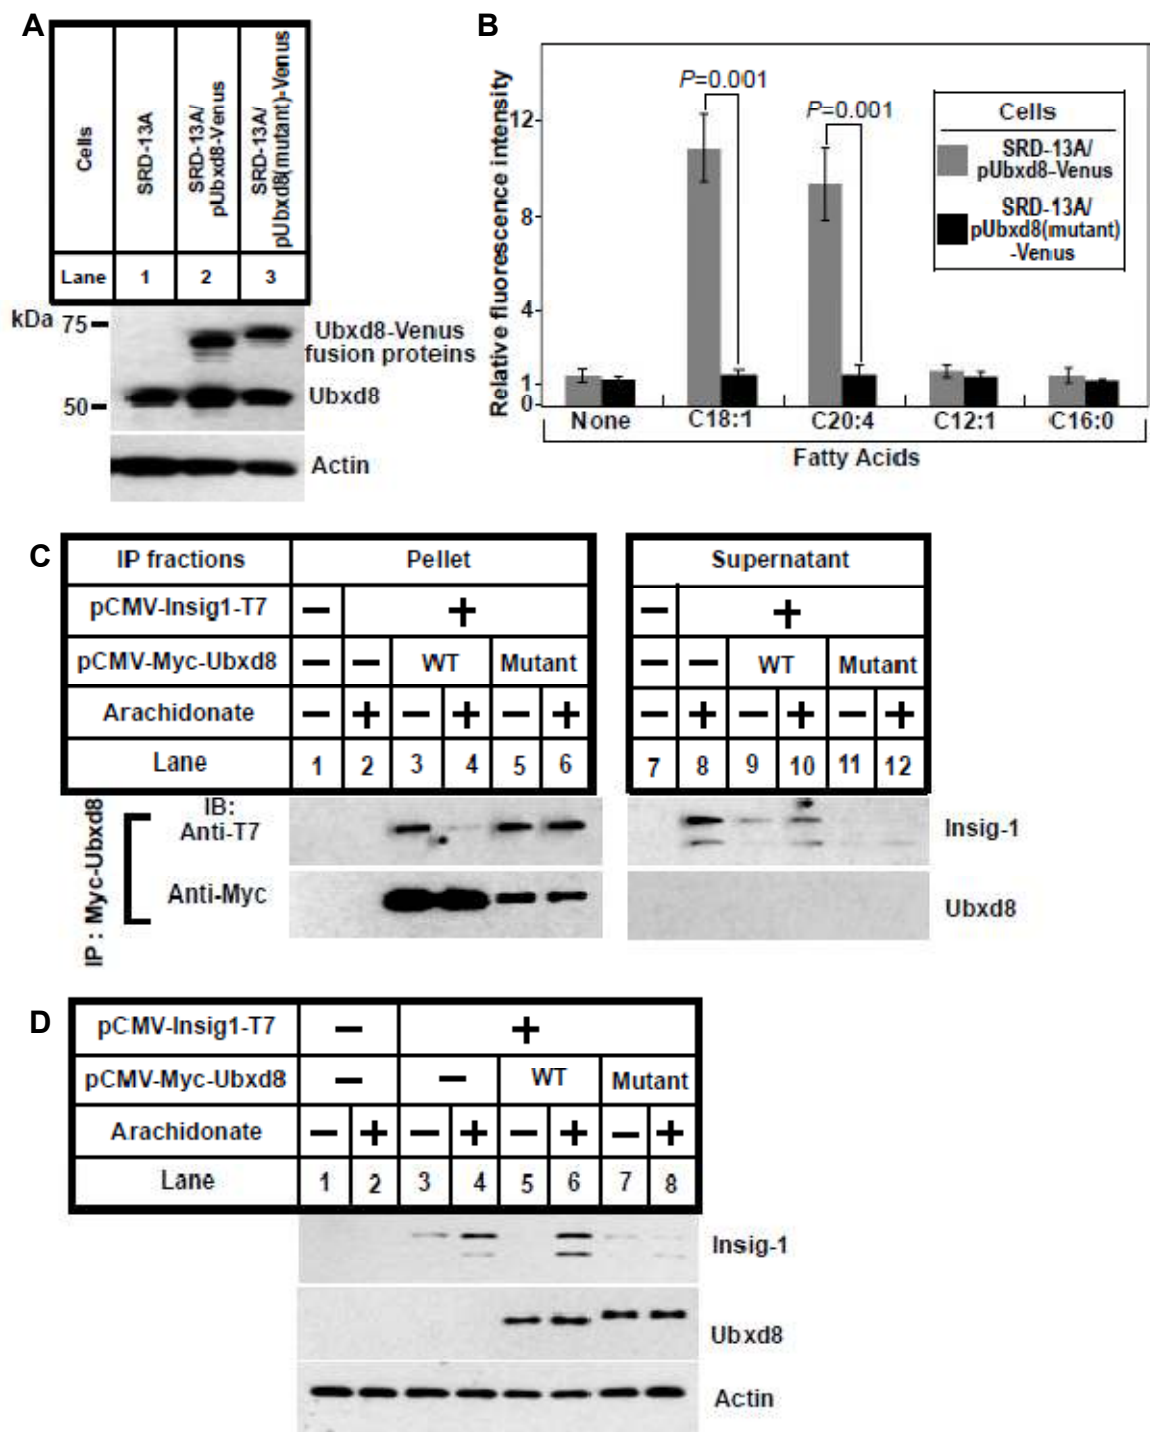 A
Cells
SRD-13A
SRD-13A/
pUbxd8-Venus
SRD-13A/
pUbxd8(mutant)-Venus
Lane 1 2 3
kDa 75
50
Ubxd8-Venus
fusion proteins
Ubxd8
Actin
B
Relative fluorescence intensity
12
8
4
1
0
P=0.001
P=0.001
Cells
SRD-13A/
pUbxd8-Venus
SRD-13A/
pUbxd8(mutant)
-Venus
None C18:1 C20:4 C12:1 C16:0
Fatty Acids
C
IP fractions Pellet Supernatant
pCMV-Insig1-T7 − + − +
pCMV-Myc-Ubxd8 − − WT Mutant − − WT Mutant
Arachidonate − + − + − + − + − + − +
Lane 1 2 3 4 5 6 7 8 9 10 11 12
IP : Myc-Ubxd8
IB:
Anti-T7
Anti-Myc
Insig-1
Ubxd8
D
pCMV-Insig1-T7 − +
pCMV-Myc-Ubxd8 − − WT Mutant
Arachidonate − + − + − + − +
Lane 1 2 3 4 5 6 7 8
Insig-1
Ubxd8
Actin